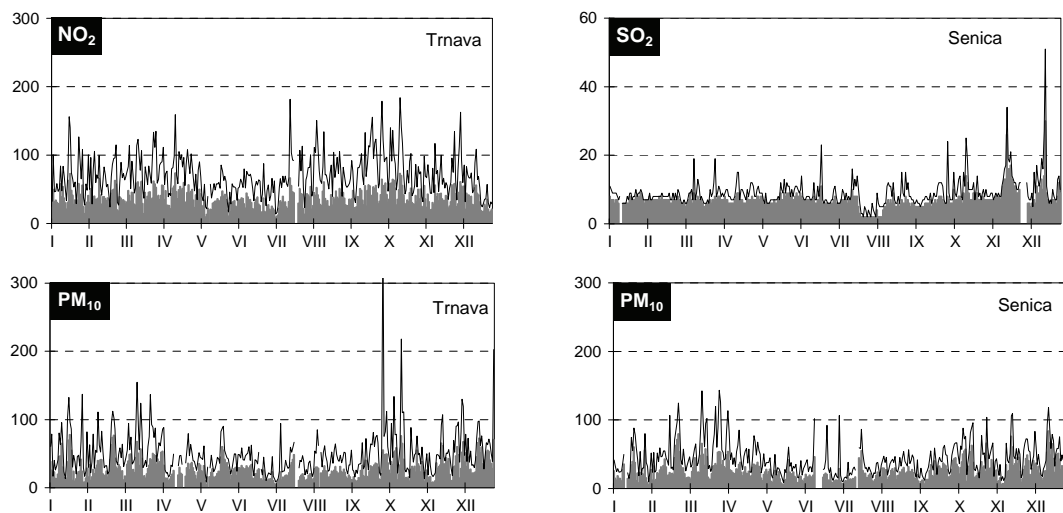 NO₂
Trnava
300
200
100
0
I II III IV V VI VII VIII IX X XI XII
SO₂
Senica
60
40
20
0
I II III IV V VI VII VIII IX X XI XII
PM₁₀
Trnava
300
200
100
0
I II III IV V VI VII VIII IX X XI XII
PM₁₀
Senica
300
200
100
0
I II III IV V VI VII VIII IX X XI XII